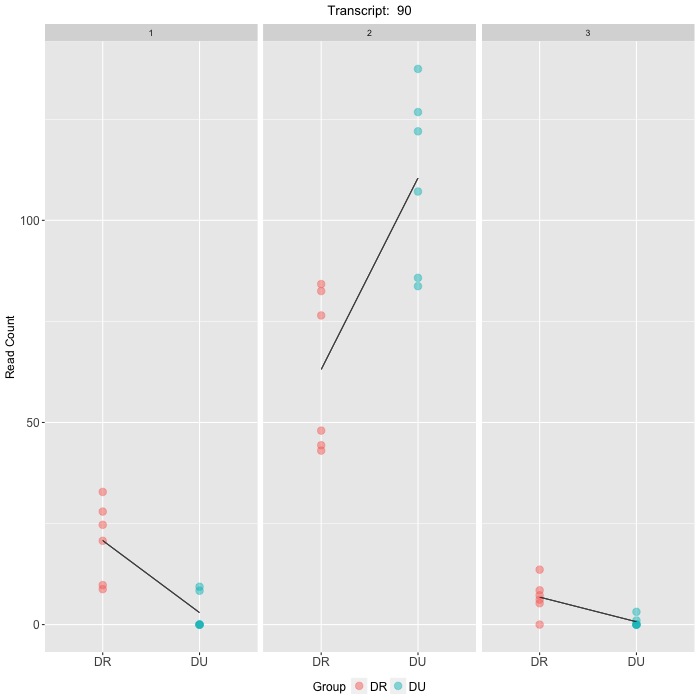 Transcript:  90
1 2 3
Read Count
100
50
0
DR DU DR DU DR DU
Group DR DU